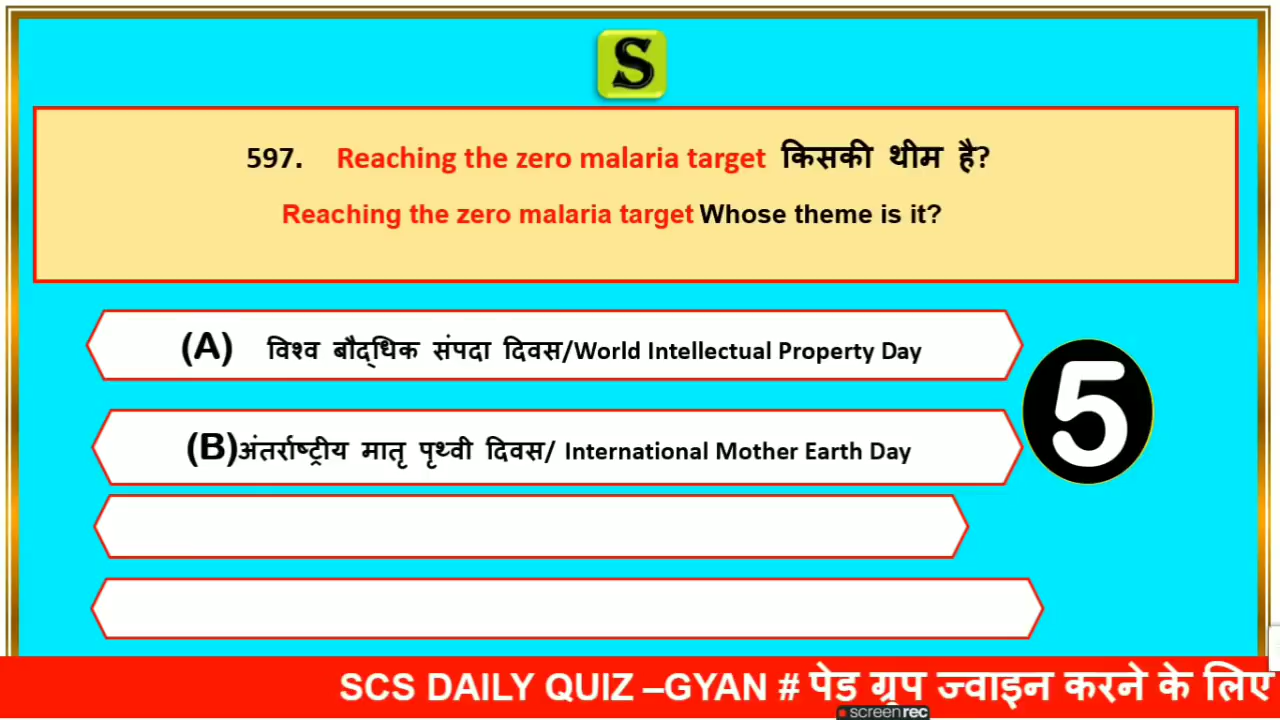 S
597. Reaching the zero malaria target किसकी थीम है?
Reaching the zero malaria target Whose theme is it?
(A) विश्व बौद्धिक संपदा दिवस/World Intellectual Property Day
5
(B)अंतर्राष्ट्रीय मातृ पृथ्वी दिवस/ International Mother Earth Day
SCS DAILY QUIZ –GYAN # पेड ग्रुप ज्वाइन करने के लिए
screenrec